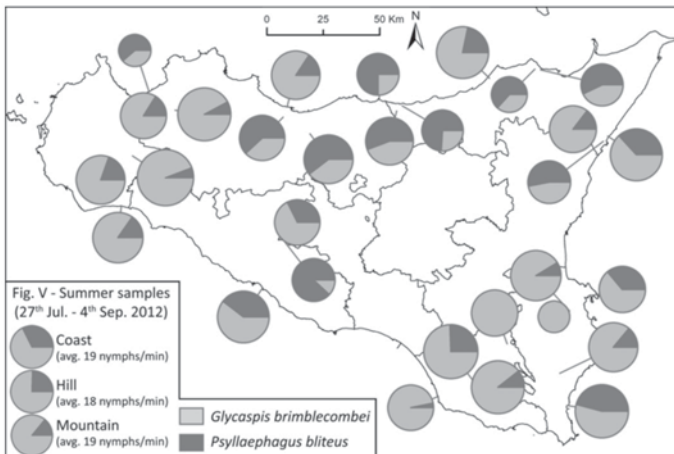 0 25 50 Km
N
Fig. V - Summer samples
(27th Jul. - 4th Sep. 2012)
Coast
(avg. 19 nymphs/min)
Hill
(avg. 18 nymphs/min)
Mountain
(avg. 19 nymphs/min)
Glycaspis brimblecombei
Psyllaephagus bliteus